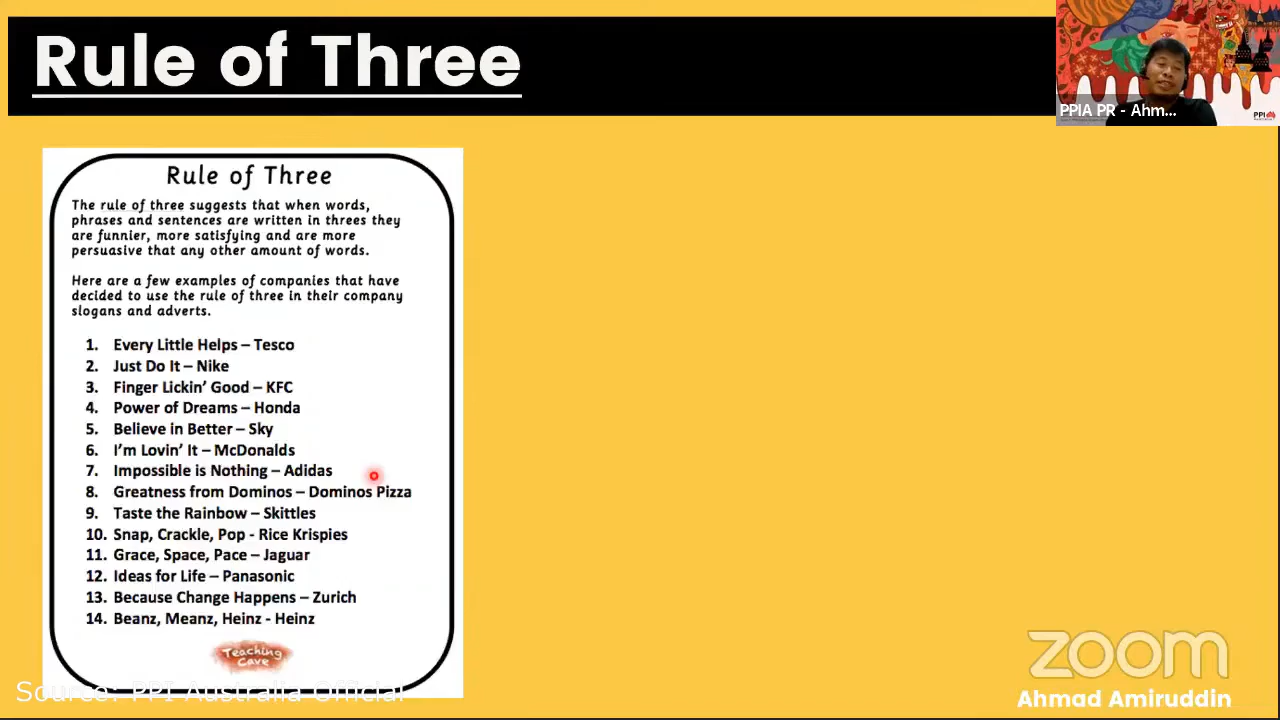 Rule of Three
PPIA PR - Ahm...
PPI
Rule of Three
The rule of three suggests that when words,
phrases and sentences are written in threes they
are funnier, more satisfying and are more
persuasive that any other amount of words.
Here are a few examples of companies that have
decided to use the rule of three in their company
slogans and adverts.
1. Every Little Helps – Tesco
2. Just Do It – Nike
3. Finger Lickin’ Good – KFC
4. Power of Dreams – Honda
5. Believe in Better – Sky
6. I’m Lovin’ It – McDonalds
7. Impossible is Nothing – Adidas
8. Greatness from Dominos – Dominos Pizza
9. Taste the Rainbow – Skittles
10. Snap, Crackle, Pop - Rice Krispies
11. Grace, Space, Pace – Jaguar
12. Ideas for Life – Panasonic
13. Because Change Happens – Zurich
14. Beanz, Meanz, Heinz - Heinz
Teaching
Cave
Source: PPI Australia Official
zoom
Ahmad Amiruddin